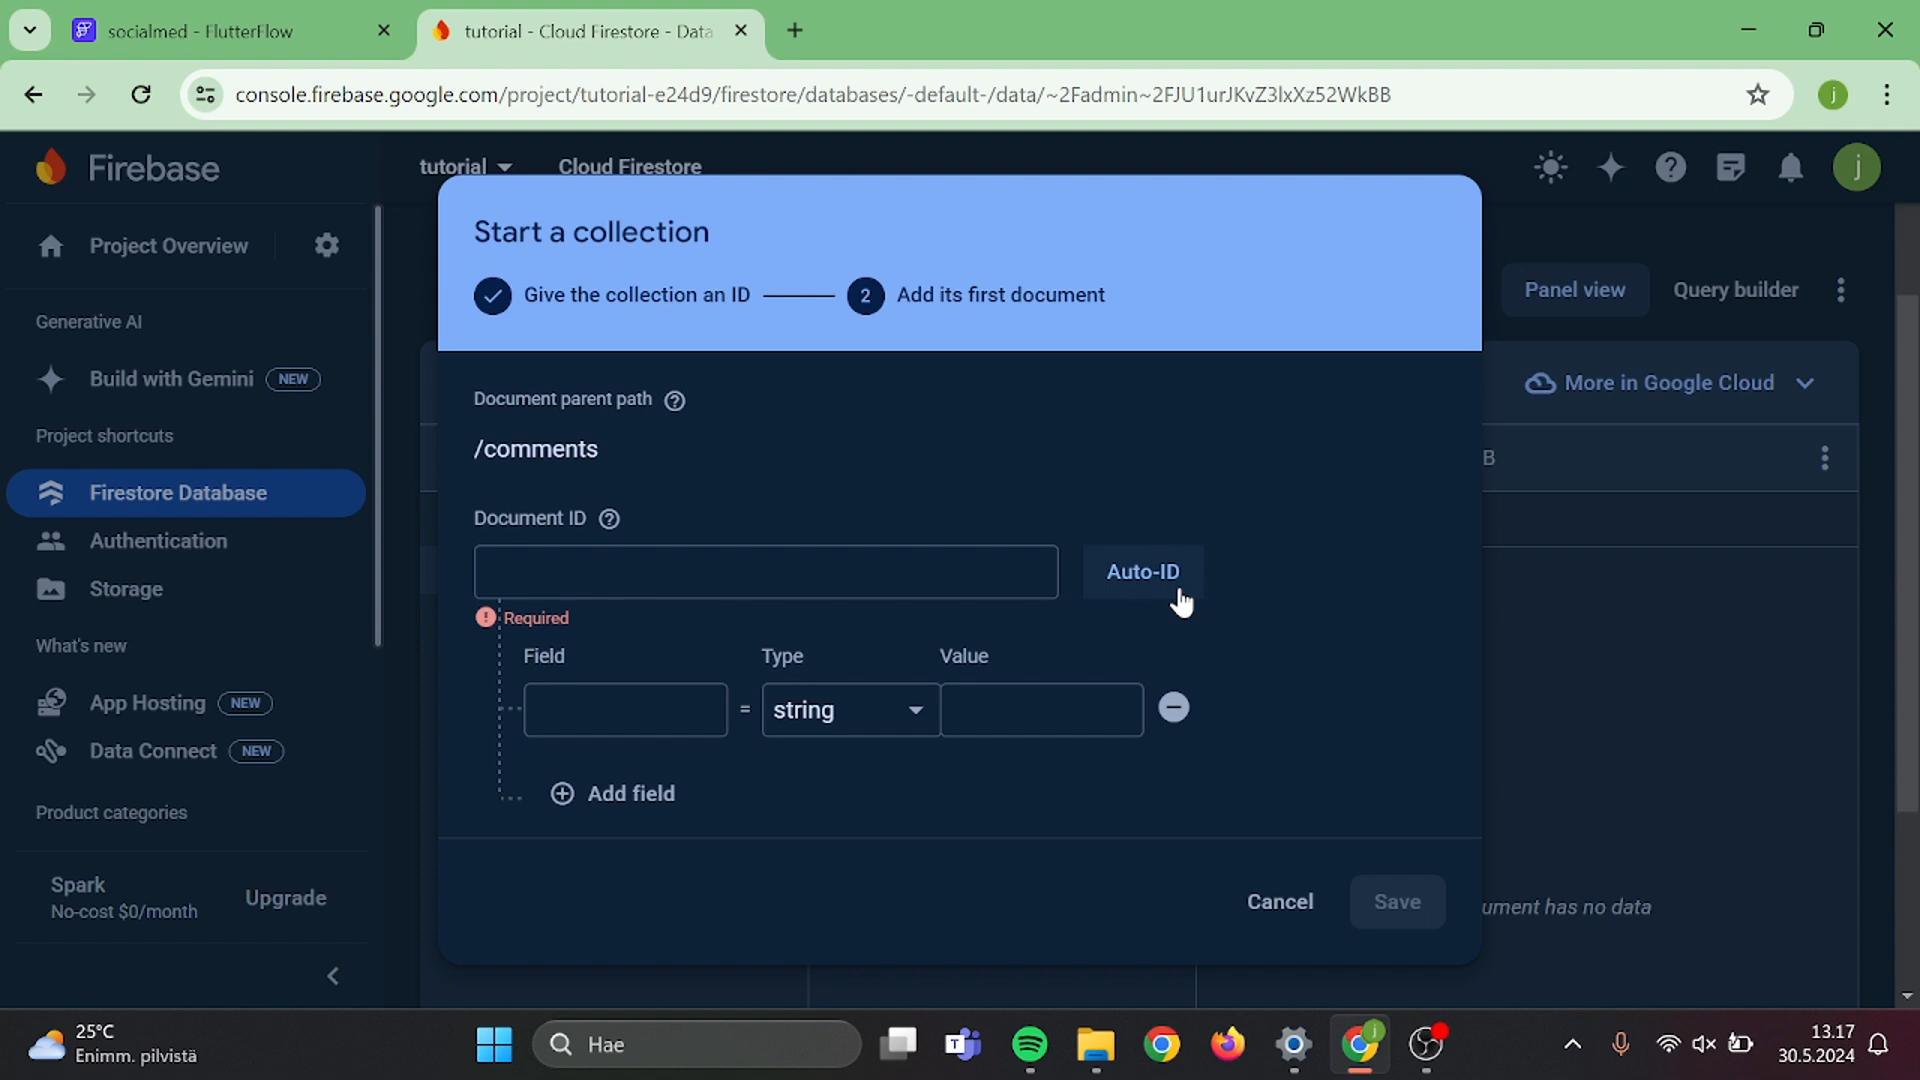 socialmed - FlutterFlow
tutorial - Cloud Firestore - Data
console.firebase.google.com/project/tutorial-e24d9/firestore/databases/-default-/data/~2Fadmin~2FJU1urJKvZ3lxXz52WkBB
j
Firebase
tutorial
Cloud Firestore
j
Project Overview
Generative AI
Build with Gemini NEW
Project shortcuts
Firestore Database
Authentication
Storage
What's new
App Hosting NEW
Data Connect NEW
Product categories
Spark
No-cost $0/month
Upgrade
Start a collection
Give the collection an ID
2 Add its first document
Document parent path
/comments
Document ID
Auto-ID
Required
Field Type Value
= string
Add field
Cancel Save
Panel view Query builder
More in Google Cloud
B
ument has no data
25°C
Enimm. pilvistä
Hae
13.17
30.5.2024